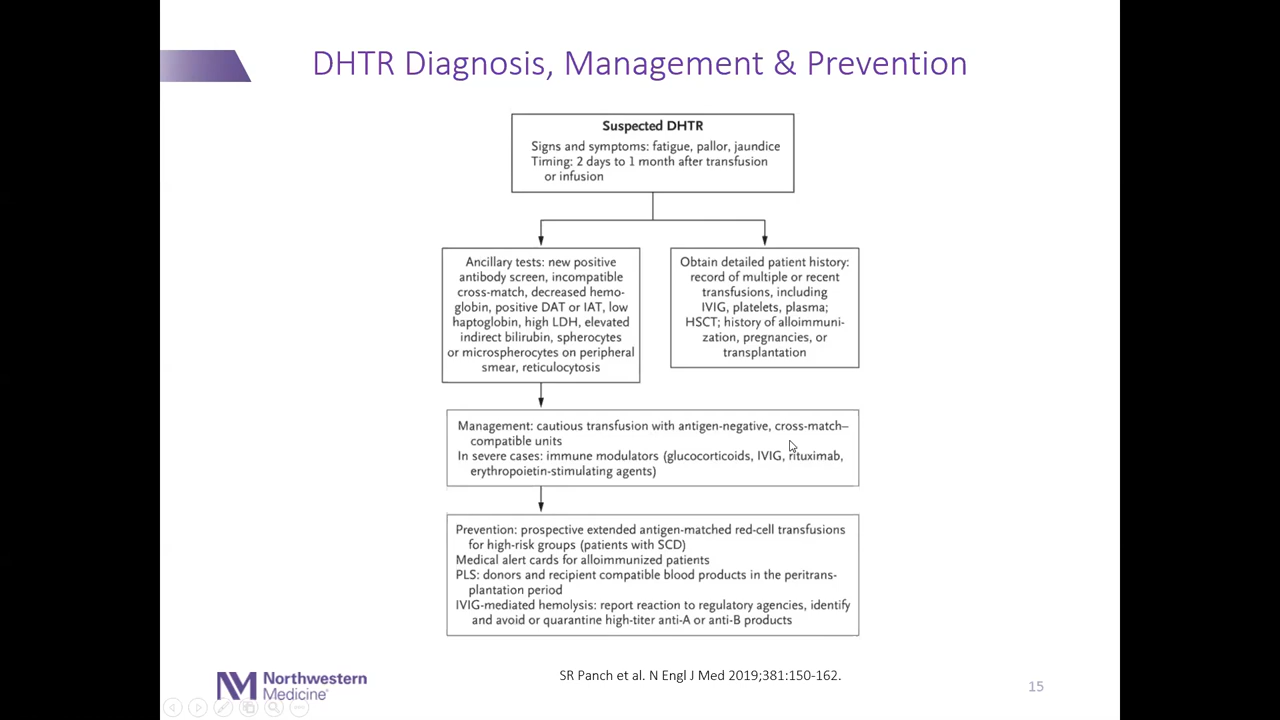 DHTR Diagnosis, Management & Prevention
Suspected DHTR
Signs and symptoms: fatigue, pallor, jaundice
Timing: 2 days to 1 month after transfusion
or infusion
Ancillary tests: new positive
antibody screen, incompatible
cross-match, decreased hemo-
globin, positive DAT or IAT, low
haptoglobin, high LDH, elevated
indirect bilirubin, spherocytes
or microspherocytes on peripheral
smear, reticulocytosis
Obtain detailed patient history:
record of multiple or recent
transfusions, including
IVIG, platelets, plasma;
HSCT; history of alloimmuni-
zation, pregnancies, or
transplantation
Management: cautious transfusion with antigen-negative, cross-match–
compatible units
In severe cases: immune modulators (glucocorticoids, IVIG, rituximab,
erythropoietin-stimulating agents)
Prevention: prospective extended antigen-matched red-cell transfusions
for high-risk groups (patients with SCD)
Medical alert cards for alloimmunized patients
PLS: donors and recipient compatible blood products in the peritrans-
plantation period
IVIG-mediated hemolysis: report reaction to regulatory agencies, identify
and avoid or quarantine high-titer anti-A or anti-B products
SR Panch et al. N Engl J Med 2019;381:150-162.
NM Northwestern
Medicine®
15